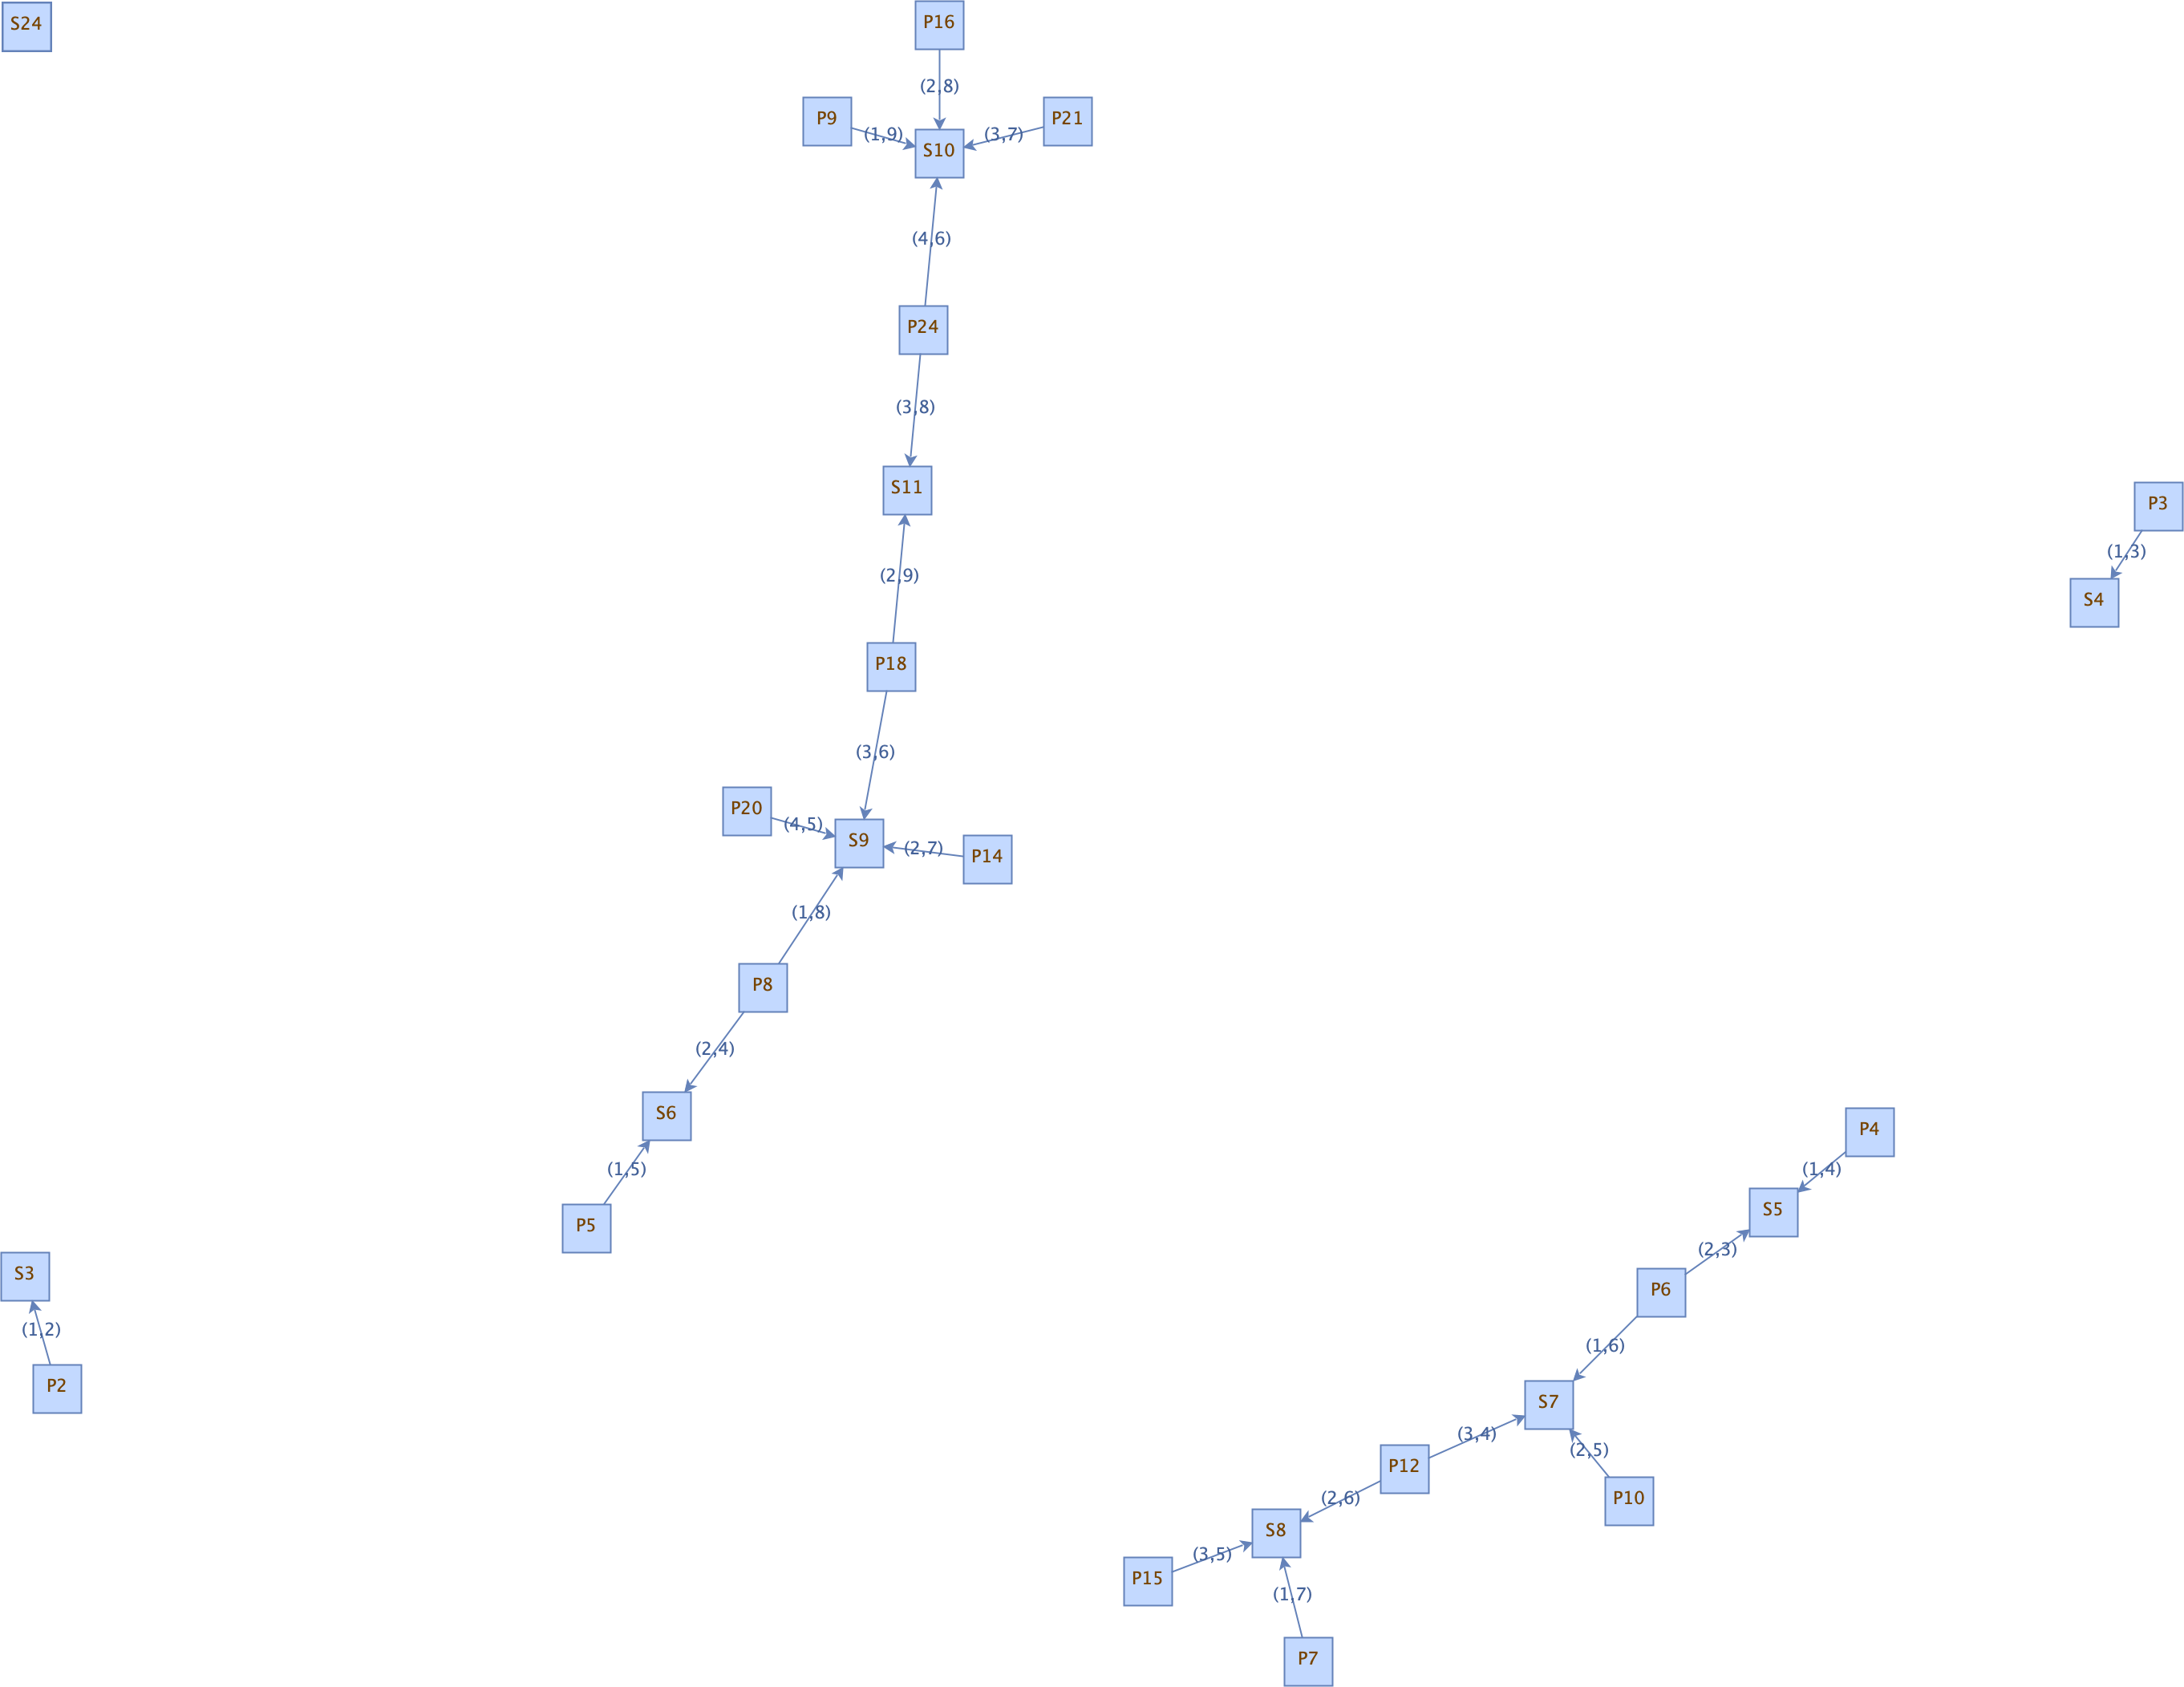 S24
P16
(2,8)
P9
(1,9)
(3,7)
P21
S10
(4,6)
P24
(3,8)
S11
P3
(1,3)
S4
(2,9)
P18
(3,6)
P20
(4,5)
S9
(2,7)
P14
(1,8)
P8
(2,4)
S6
(1,5)
P5
P4
(1,4)
S5
(2,3)
P6
(1,6)
S7
(3,4)
(2,5)
P12
P10
(2,6)
S8
(3,5)
P15
(1,7)
P7
S3
(1,2)
P2